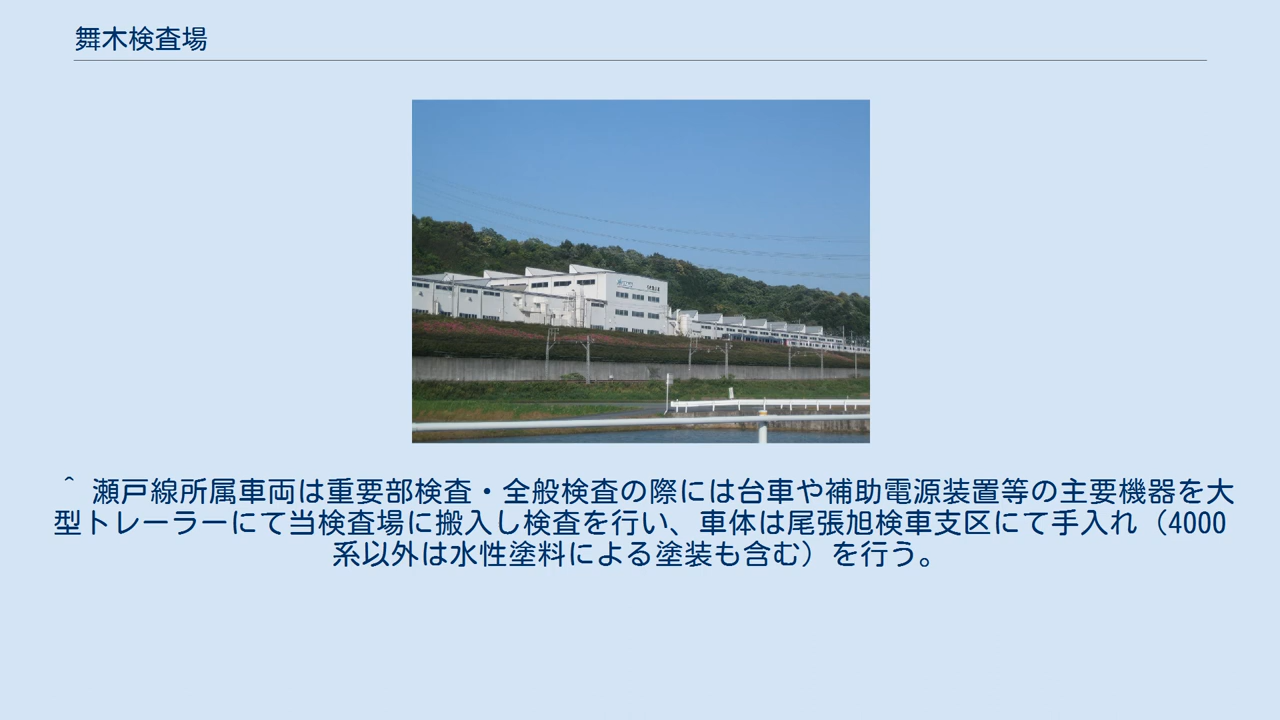 舞木検査場
^ 瀬戸線所属車両は重要部検査・全般検査の際には台車や補助電源装置等の主要機器を大
型トレーラーにて当検査場に搬入し検査を行い、車体は尾張旭検車支区にて手入れ（4000
系以外は水性塗料による塗装も含む）を行う。